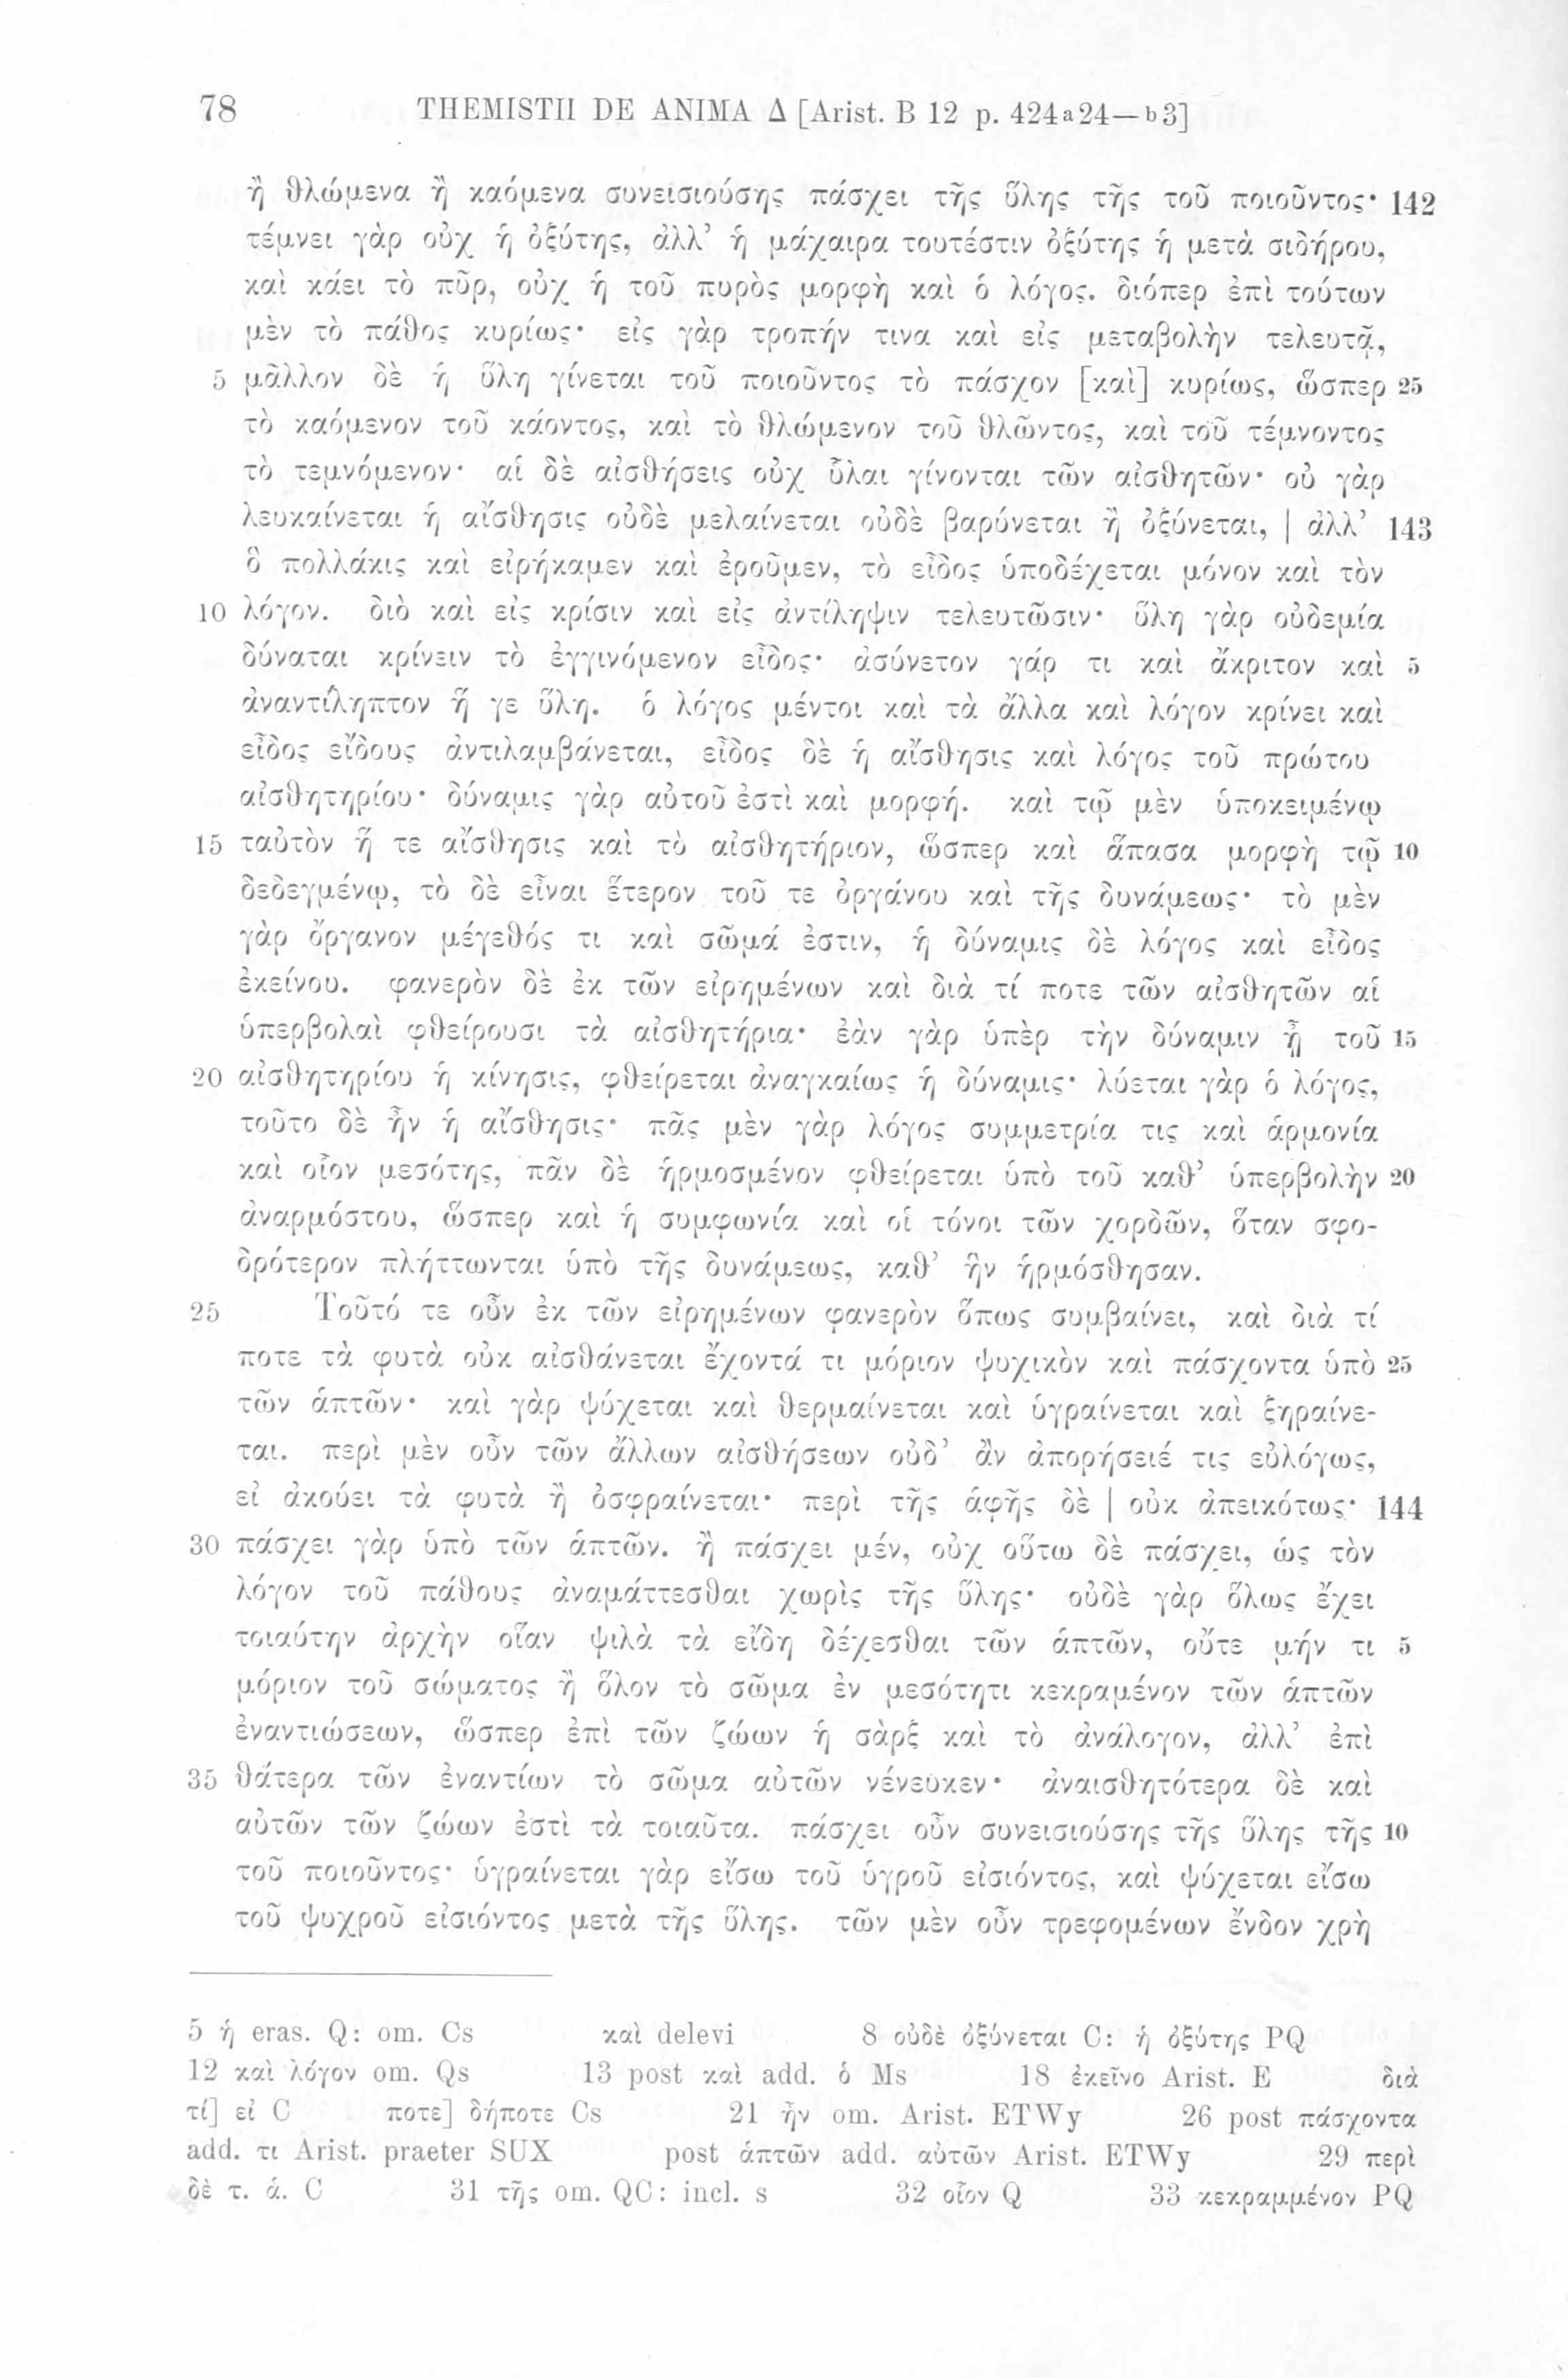 78 THEMISTII DE ANIMA Δ [Arist. B 12 p. 424a24—b3]
ἢ θλώμενα ἢ καόμενα συνεισιούσης πάσχει τῆς ὕλης τῆς τοῦ ποιοῦντος· 142
τέμνει γὰρ οὐχ ἡ ὀξύτης, ἀλλ’ ἡ μάχαιρα τουτέστιν ὀξύτης ἡ μετὰ σιδήρου,
καὶ κάει τὸ πῦρ, οὐχ ἡ τοῦ πυρὸς μορφὴ καὶ ὁ λόγος. διόπερ ἐπὶ τούτων
μὲν τὸ πάθος κυρίως· εἰς γὰρ τροπήν τινα καὶ εἰς μεταβολὴν τελευτᾷ,
5 μᾶλλον δὲ ἡ ὕλη γίνεται τοῦ ποιοῦντος τὸ πάσχον [καὶ] κυρίως, ὥσπερ 25
τὸ καόμενον τοῦ κάοντος, καὶ τὸ θλώμενον τοῦ θλῶντος, καὶ τοῦ τέμνοντος
τὸ τεμνόμενον· αἱ δὲ αἰσθήσεις οὐχ ὗλαι γίνονται τῶν αἰσθητῶν· οὐ γὰρ
λευκαίνεται ἡ αἴσθησις οὐδὲ μελαίνεται οὐδὲ βαρύνεται ἢ ὀξύνεται, | ἀλλ’ 143
ὃ πολλάκις καὶ εἰρήκαμεν καὶ ἐροῦμεν, τὸ εἶδος ὑποδέχεται μόνον καὶ τὸν
10 λόγον. διὸ καὶ εἰς κρίσιν καὶ εἰς ἀντίληψιν τελευτῶσιν· ὕλη γὰρ οὐδεμία
δύναται κρίνειν τὸ ἐγγινόμενον εἶδος· ἀσύνετον γάρ τι καὶ ἄκριτον καὶ 5
ἀναντίληπτον ἥ γε ὕλη. ὁ λόγος μέντοι καὶ τὰ ἄλλα καὶ λόγον κρίνει καὶ
εἶδος εἴδους ἀντιλαμβάνεται, εἶδος δὲ ἡ αἴσθησις καὶ λόγος τοῦ πρώτου
αἰσθητηρίου· δύναμις γὰρ αὐτοῦ ἐστὶ καὶ μορφή. καὶ τῷ μὲν ὑποκειμένῳ
15 ταὐτὸν ἥ τε αἴσθησις καὶ τὸ αἰσθητήριον, ὥσπερ καὶ ἅπασα μορφὴ τῷ 10
δεδεγμένῳ, τὸ δὲ εἶναι ἕτερον τοῦ τε ὀργάνου καὶ τῆς δυνάμεως· τὸ μὲν
γὰρ ὄργανον μέγεθός τι καὶ σῶμά ἐστιν, ἡ δύναμις δὲ λόγος καὶ εἶδος
ἐκείνου. φανερὸν δὲ ἐκ τῶν εἰρημένων καὶ διὰ τί ποτε τῶν αἰσθητῶν αἱ
ὑπερβολαὶ φθείρουσι τὰ αἰσθητήρια· ἐὰν γὰρ ὑπὲρ τὴν δύναμιν ᾖ τοῦ 15
20 αἰσθητηρίου ἡ κίνησις, φθείρεται ἀναγκαίως ἡ δύναμις· λύεται γὰρ ὁ λόγος,
τοῦτο δὲ ἦν ἡ αἴσθησις· πᾶς μὲν γὰρ λόγος συμμετρία τις καὶ ἁρμονία
καὶ οἷον μεσότης, πᾶν δὲ ἡρμοσμένον φθείρεται ὑπὸ τοῦ καθ’ ὑπερβολὴν 20
ἀναρμόστου, ὥσπερ καὶ ἡ συμφωνία καὶ οἱ τόνοι τῶν χορδῶν, ὅταν σφο-
δρότερον πλήττωνται ὑπὸ τῆς δυνάμεως, καθ’ ἣν ἡρμόσθησαν.
25 Τοῦτό τε οὖν ἐκ τῶν εἰρημένων φανερὸν ὅπως συμβαίνει, καὶ διὰ τί
ποτε τὰ φυτὰ οὐκ αἰσθάνεται ἔχοντά τι μόριον ψυχικὸν καὶ πάσχοντα ὑπὸ 25
τῶν ἁπτῶν· καὶ γὰρ ψύχεται καὶ θερμαίνεται καὶ ὑγραίνεται καὶ ξηραίνε-
ται. περὶ μὲν οὖν τῶν ἄλλων αἰσθήσεων οὐδ’ ἂν ἀπορήσειέ τις εὐλόγως,
εἰ ἀκούει τὰ φυτὰ ἢ ὀσφραίνεται· περὶ τῆς ἁφῆς δὲ | οὐκ ἀπεικότως· 144
30 πάσχει γὰρ ὑπὸ τῶν ἁπτῶν. ἢ πάσχει μέν, οὐχ οὕτω δὲ πάσχει, ὡς τὸν
λόγον τοῦ πάθους ἀναμάττεσθαι χωρὶς τῆς ὕλης· οὐδὲ γὰρ ὅλως ἔχει
τοιαύτην ἀρχὴν οἵαν ψιλὰ τὰ εἴδη δέχεσθαι τῶν ἁπτῶν, οὔτε μήν τι 5
μόριον τοῦ σώματος ἢ ὅλον τὸ σῶμα ἐν μεσότητι κεκραμένον τῶν ἁπτῶν
ἐναντιώσεων, ὥσπερ ἐπὶ τῶν ζώων ἡ σὰρξ καὶ τὸ ἀνάλογον, ἀλλ’ ἐπὶ
35 θάτερα τῶν ἐναντίων τὸ σῶμα αὐτῶν νένευκεν· ἀναισθητότερα δὲ καὶ
αὐτῶν τῶν ζώων ἐστὶ τὰ τοιαῦτα. πάσχει οὖν συνεισιούσης τῆς ὕλης τῆς 10
τοῦ ποιοῦντος· ὑγραίνεται γὰρ εἴσω τοῦ ὑγροῦ εἰσιόντος, καὶ ψύχεται εἴσω
τοῦ ψυχροῦ εἰσιόντος μετὰ τῆς ὕλης. τῶν μὲν οὖν τρεφομένων ἔνδον χρὴ
5 ἡ eras. Q: om. Cs καὶ delevi 8 οὐδὲ ὀξύνεται C: ἡ ὀξύτης PQ
12 καὶ λόγον om. Qs 13 post καὶ add. ὁ Ms 18 ἐκεῖνο Arist. E διὰ
τί] εἰ C ποτε] δήποτε Cs 21 ἦν om. Arist. ETWy 26 post πάσχοντα
add. τι Arist. praeter SUX post ἁπτῶν add. αὐτῶν Arist. ETWy 29 περὶ
δὲ τ. ἁ. C 31 τῆς om. QC: incl. s 32 οἷον Q 33 κεκραμμένον PQ